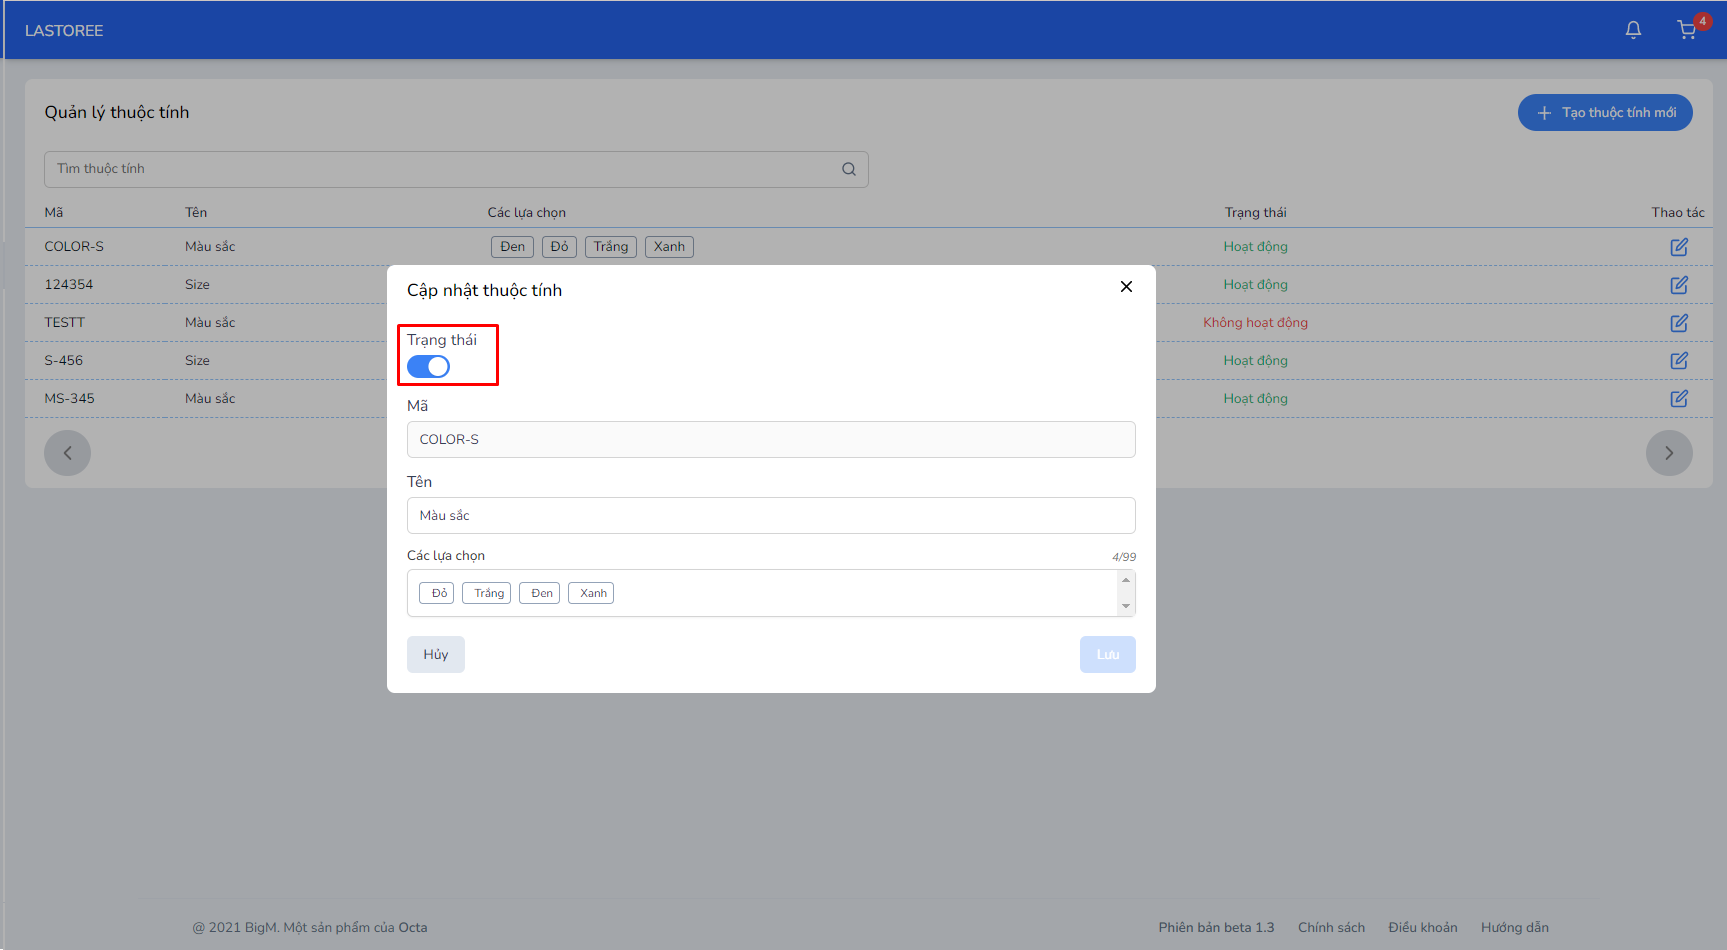 LASTOREE
4
Quản lý thuộc tính
Tạo thuộc tính mới
Tìm thuộc tính
Mã Tên Các lựa chọn Trạng thái Thao tác
COLOR-S Màu sắc Đen Đỏ Trắng Xanh Hoạt động
124354 Size Hoạt động
TESTT Màu sắc Không hoạt động
S-456 Size Hoạt động
MS-345 Màu sắc Hoạt động
Cập nhật thuộc tính
Trạng thái
Mã
COLOR-S
Tên
Màu sắc
Các lựa chọn 4/99
Đỏ Trắng Đen Xanh
Hủy Lưu
@ 2021 BigM. Một sản phẩm của Octa Phiên bản beta 1.3 Chính sách Điều khoản Hướng dẫn